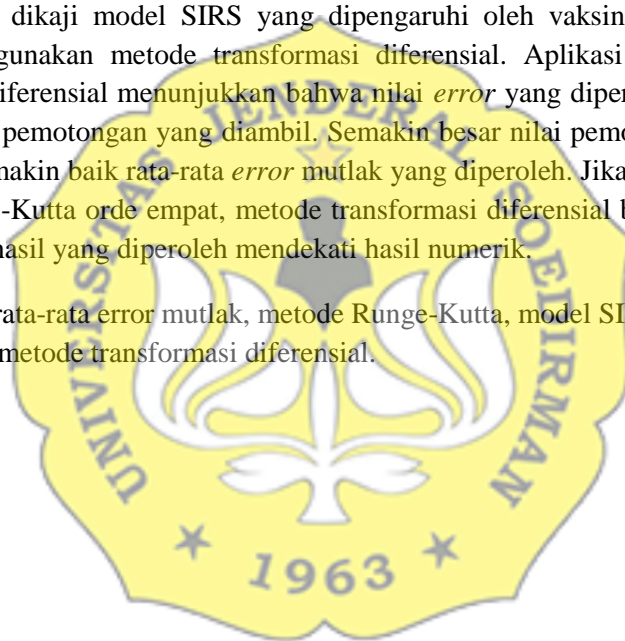 dikaji model SIRS yang dipengaruhi oleh vaksin
gunakan metode transformasi diferensial. Aplikasi
iferensial menunjukkan bahwa nilai error yang diper
pemotongan yang diambil. Semakin besar nilai pemo
makin baik rata-rata error mutlak yang diperoleh. Jika
-Kutta orde empat, metode transformasi diferensial b
hasil yang diperoleh mendekati hasil numerik.
rata-rata error mutlak, metode Runge-Kutta, model SI
metode transformasi diferensial.
UNIVERSITAS JENDERAL SOEDIRMAN
1963